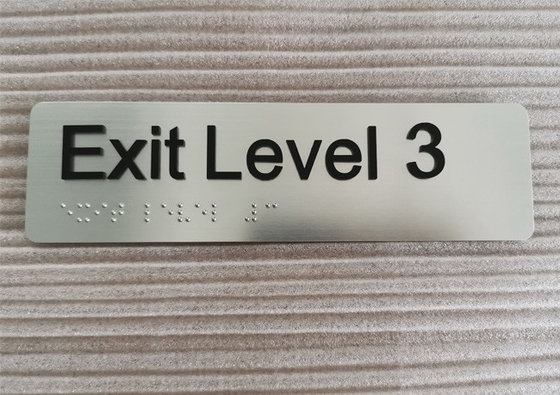 Exit Level 3
⠑⠭⠊⠞ ⠇⠑⠧⠑⠇ ⠼⠉